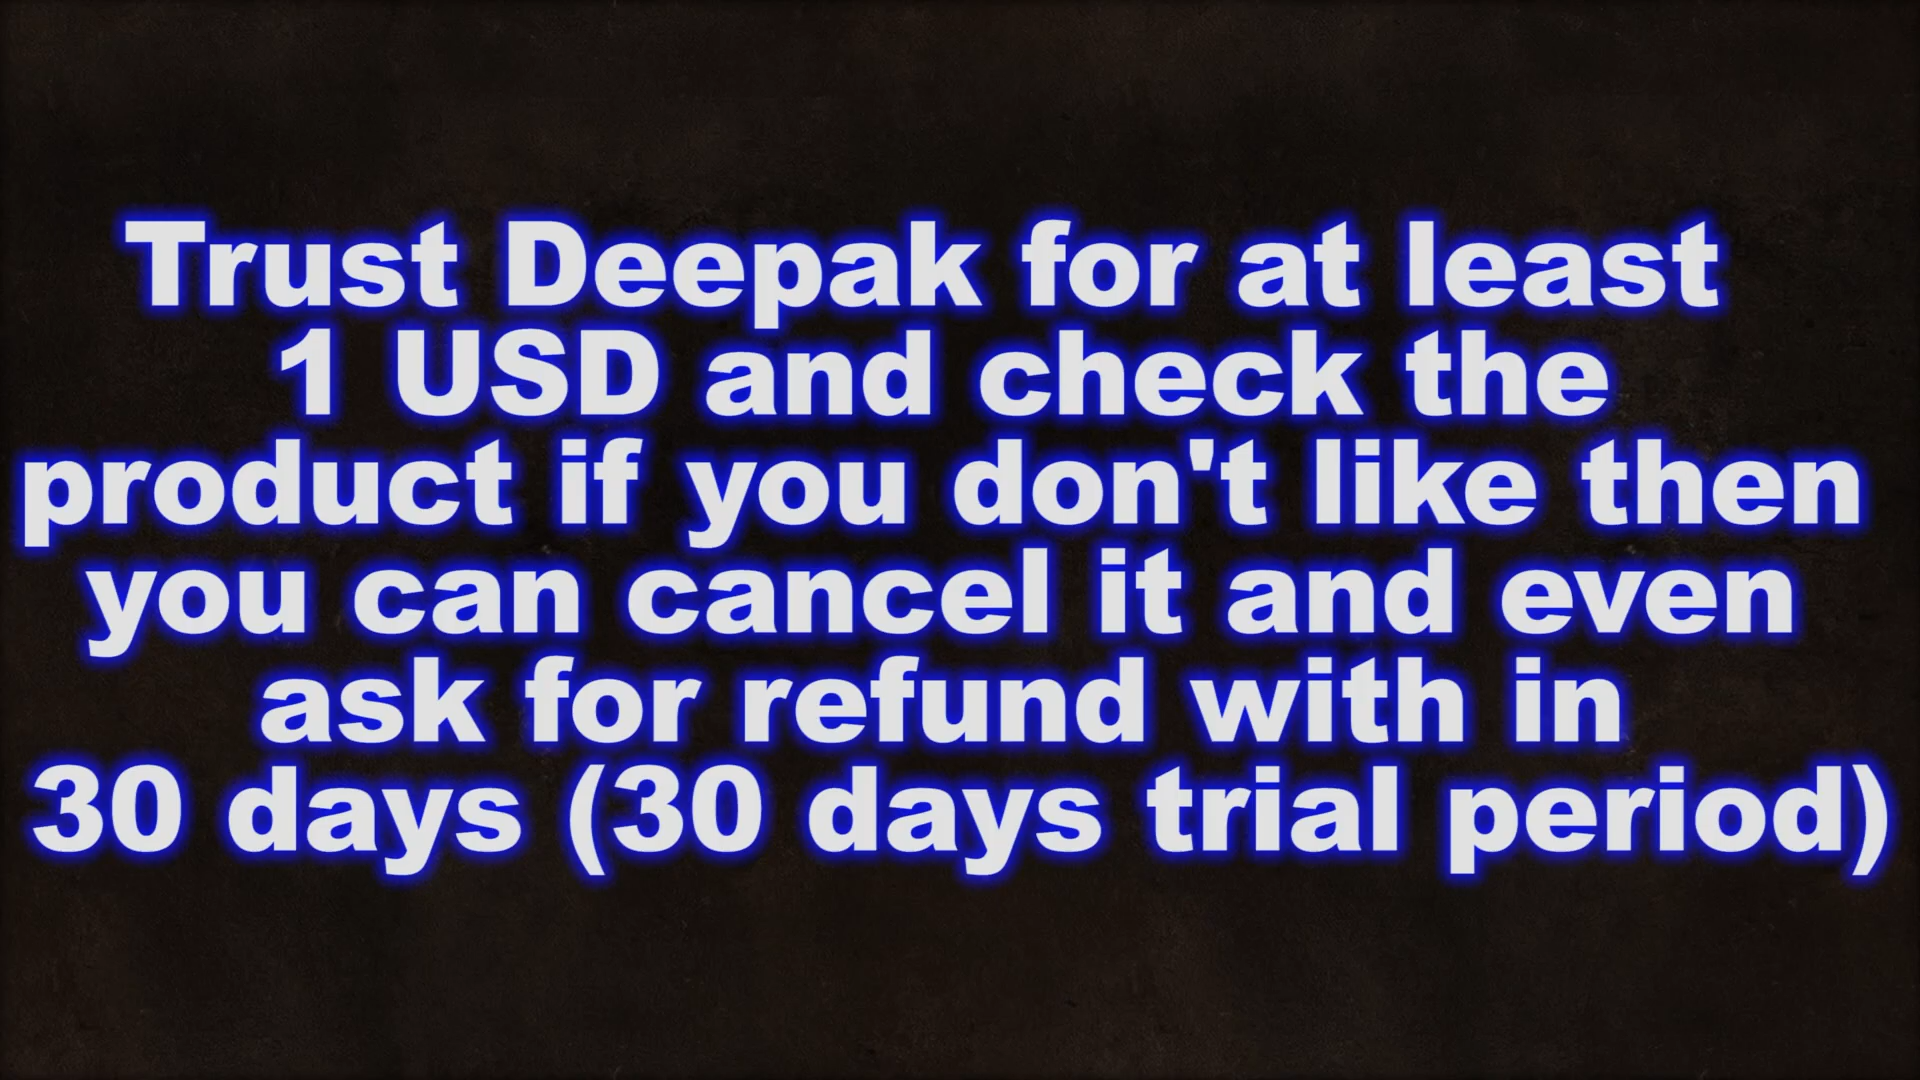 Trust Deepak for at least
1 USD and check the
product if you don't like then
you can cancel it and even
ask for refund with in
30 days (30 days trial period)